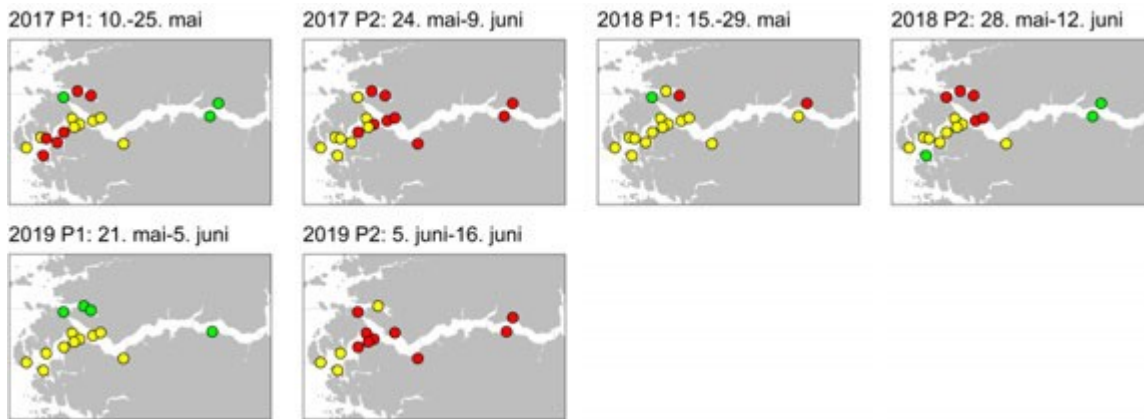 2017 P1: 10.-25. mai
2017 P2: 24. mai-9. juni
2018 P1: 15.-29. mai
2018 P2: 28. mai-12. juni
2019 P1: 21. mai-5. juni
2019 P2: 5. juni-16. juni